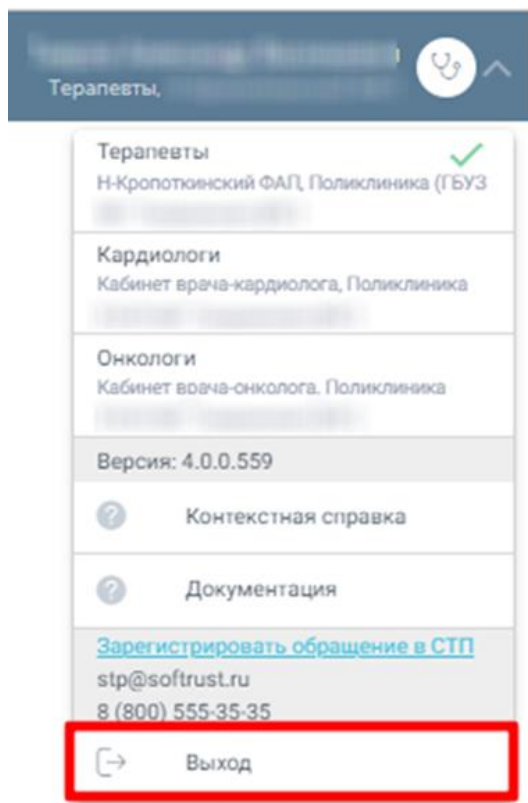 Терапевты,
Терапевты
Н-Кропоткинский ФАП, Поликлиника (ГБУЗ
Кардиологи
Кабинет врача-кардиолога, Поликлиника
Онкологи
Кабинет врача-онколога. Поликлиника
Версия: 4.0.0.559
Контекстная справка
Документация
Зарегистрировать обращение в СТП
stp@softrust.ru
8 (800) 555-35-35
Выход